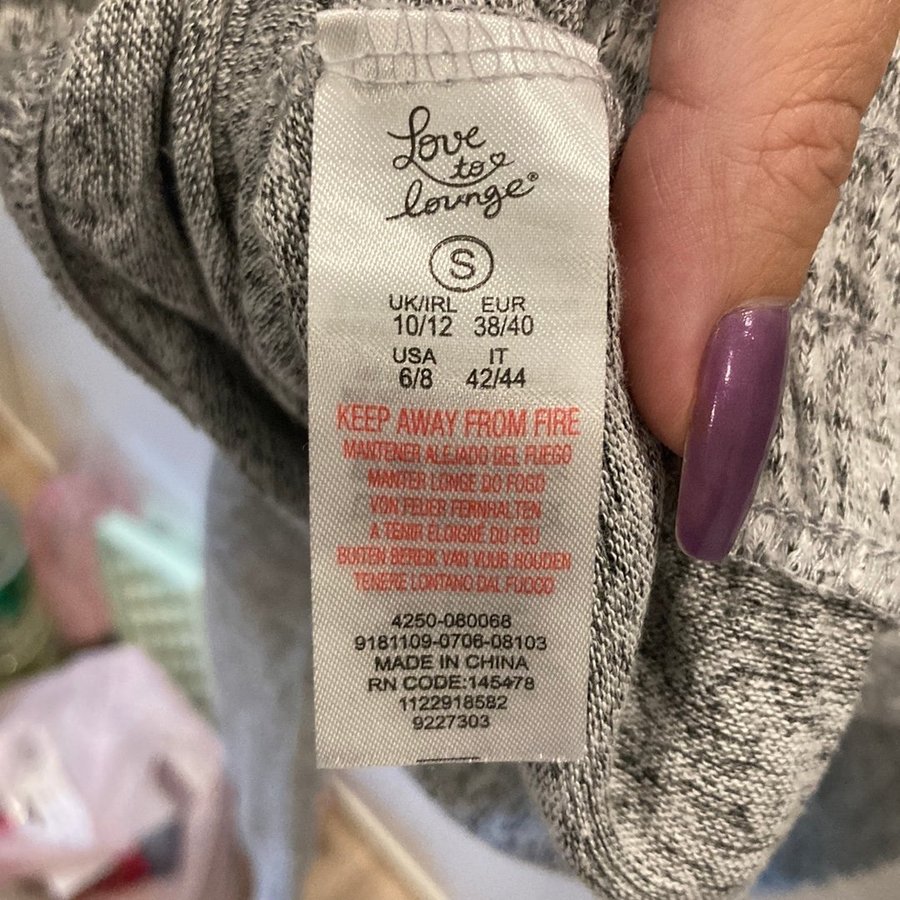 Love
to
lounge®
S
UK/IRL EUR
10/12 38/40
USA IT
6/8 42/44
KEEP AWAY FROM FIRE
MANTENER ALEJADO DEL FUEGO
MANTER LONGE DO FOGO
VON FEUER FERNHALTEN
A TENIR ELOIGNÉ DU FEU
BUITEN BEREIK VAN VUUR HOUDEN
TENERE LONTANO DAL FUOCO
4250-080068
9181109-0706-08103
MADE IN CHINA
RN CODE:145478
1122918582
9227303